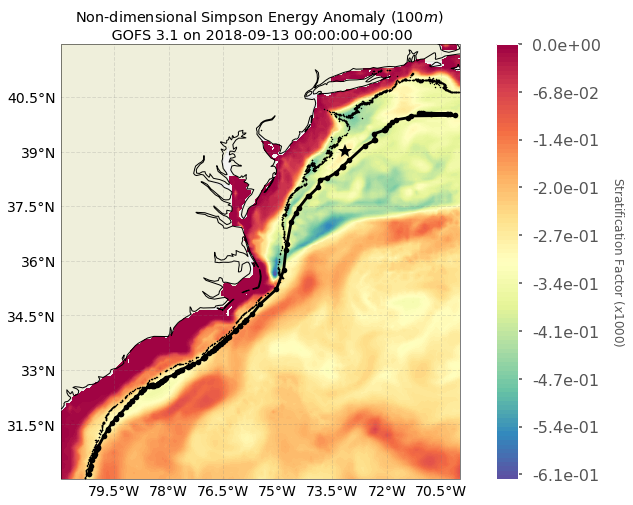 Non-dimensional Simpson Energy Anomaly (100m)
GOFS 3.1 on 2018-09-13 00:00:00+00:00
40.5°N
39°N
37.5°N
36°N
34.5°N
33°N
31.5°N
79.5°W 78°W 76.5°W 75°W 73.5°W 72°W 70.5°W
0.0e+00
-6.8e-02
-1.4e-01
-2.0e-01
-2.7e-01
-3.4e-01
-4.1e-01
-4.7e-01
-5.4e-01
-6.1e-01
Stratification Factor (x1000)